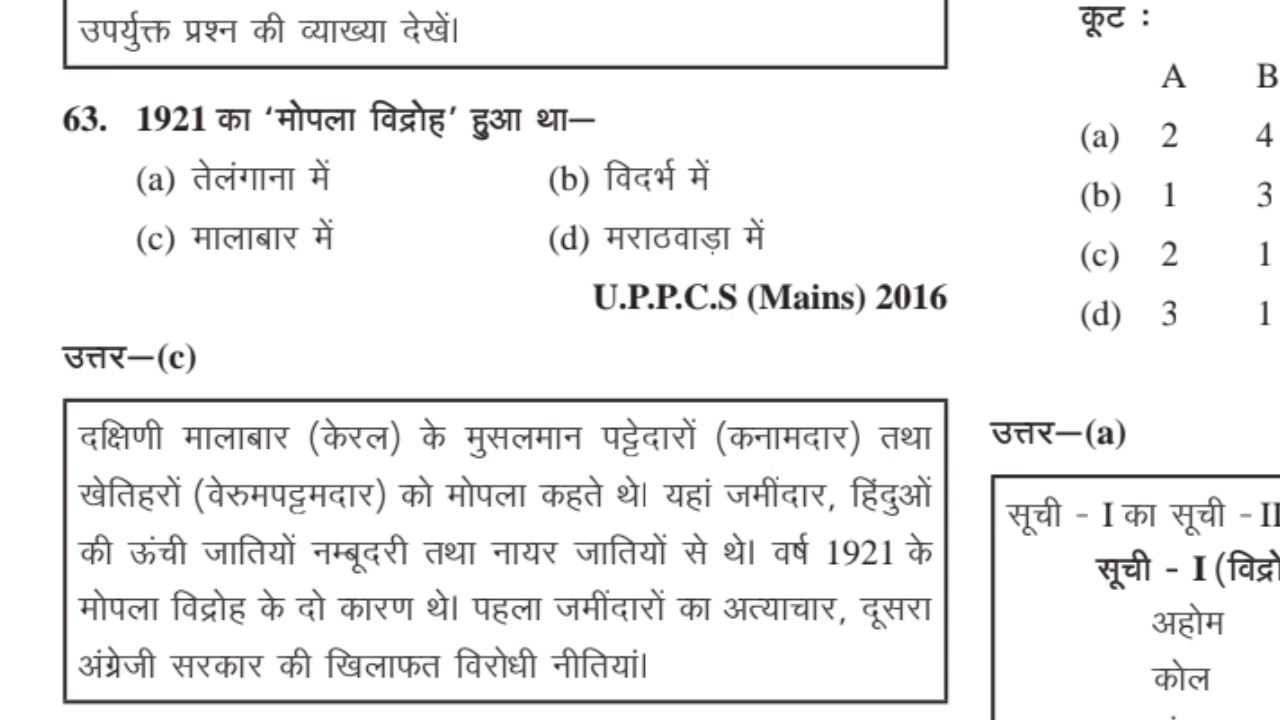 उपर्युक्त प्रश्न की व्याख्या देखें।
63. 1921 का ‘मोपला विद्रोह’ हुआ था—
(a) तेलंगाना में (b) विदर्भ में
(c) मालाबार में (d) मराठवाड़ा में
U.P.P.C.S (Mains) 2016
उत्तर—(c)
दक्षिणी मालाबार (केरल) के मुसलमान पट्टेदारों (कनामदार) तथा
खेतिहरों (वेरुमपट्टमदार) को मोपला कहते थे। यहां जमींदार, हिंदुओं
की ऊंची जातियों नम्बूदरी तथा नायर जातियों से थे। वर्ष 1921 के
मोपला विद्रोह के दो कारण थे। पहला जमींदारों का अत्याचार, दूसरा
अंग्रेजी सरकार की खिलाफत विरोधी नीतियां।
कूट :
A B
(a) 2 4
(b) 1 3
(c) 2 1
(d) 3 1
उत्तर—(a)
सूची - I का सूची - II
सूची - I (विद्रो
अहोम
कोल